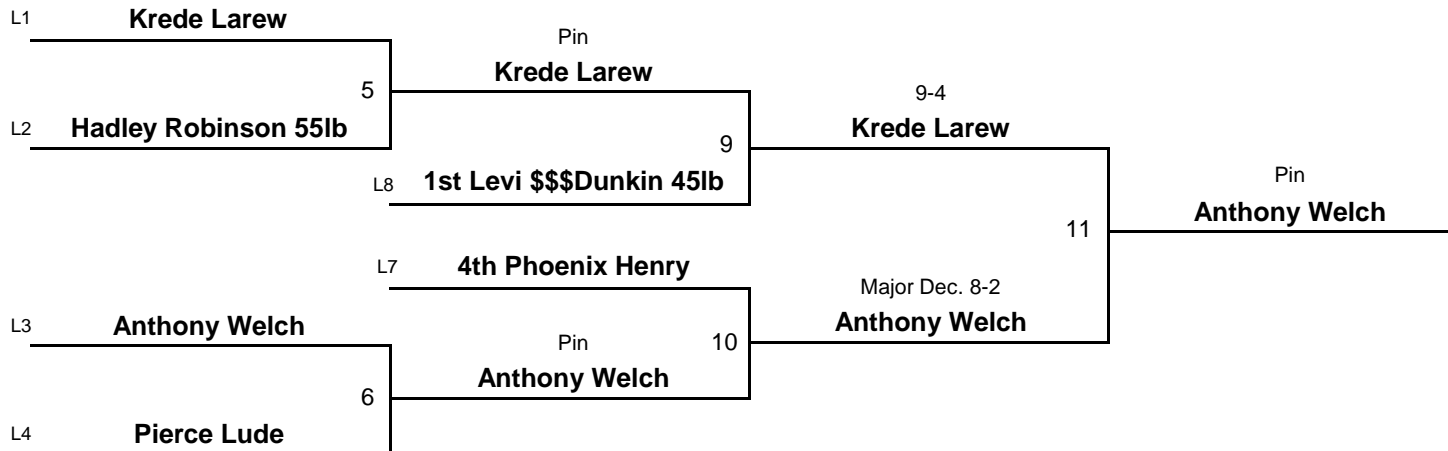 L1 Krede Larew
Pin
Krede Larew
5
9-4
L2 Hadley Robinson 55lb
Krede Larew
9
L8 1st Levi $$$Dunkin 45lb
Pin
Anthony Welch
11
L7 4th Phoenix Henry
Major Dec. 8-2
L3 Anthony Welch
Anthony Welch
Pin
10
Anthony Welch
6
L4 Pierce Lude